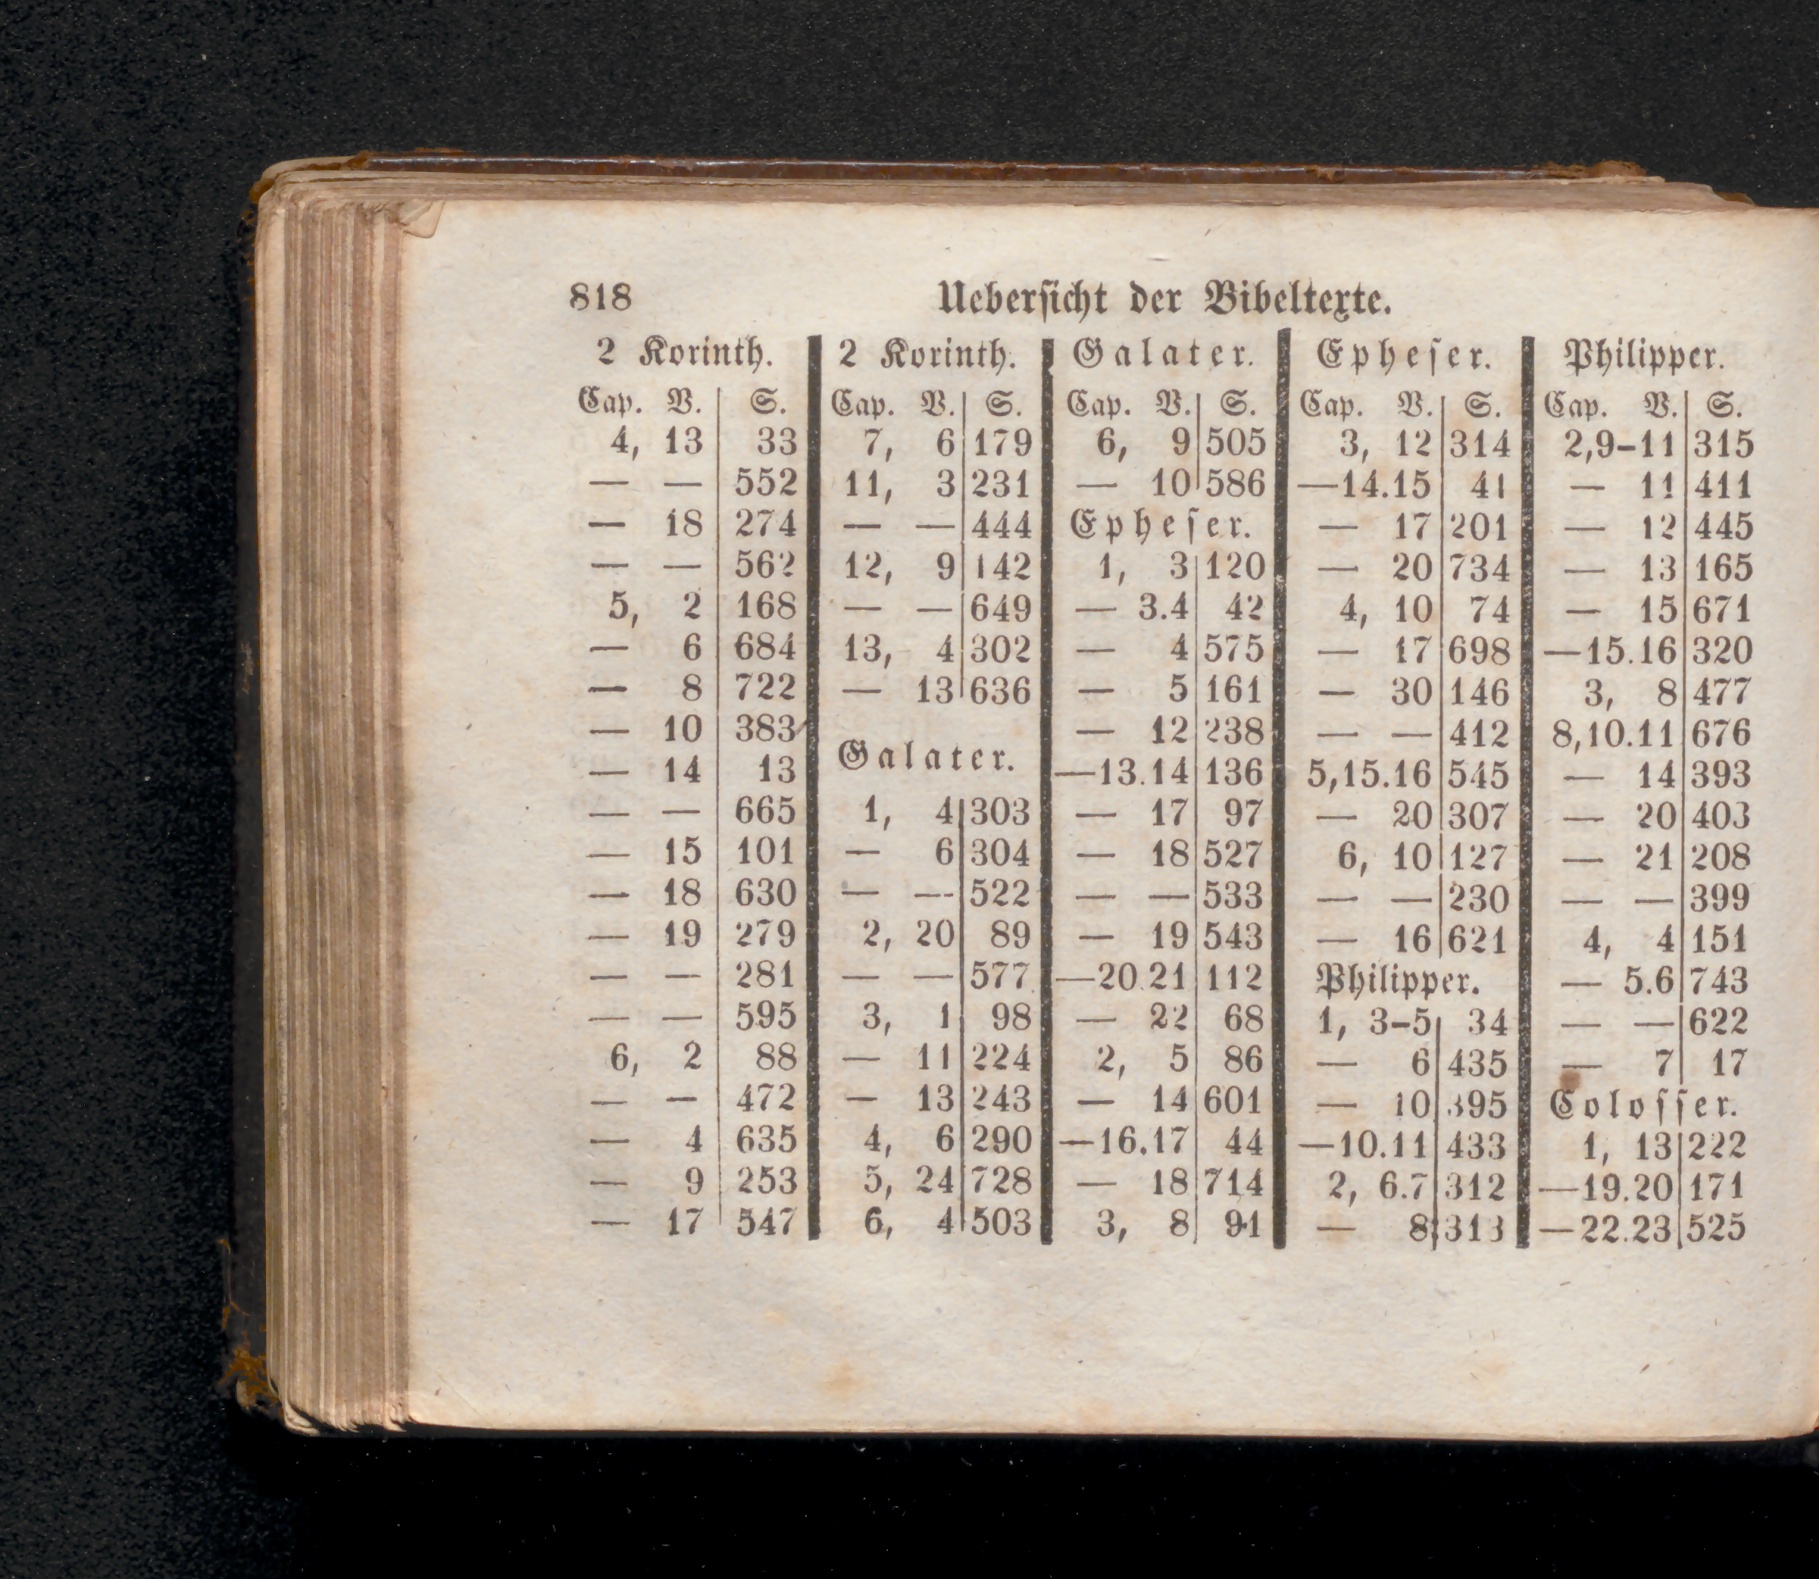 818
Uebersicht der Bibeltexte.
2 Korinth.
Cap. V. S.
4, 13 33
— — 552
— 18 274
— — 562
5, 2 168
— 6 684
— 8 722
— 10 383
— 14 13
— — 665
— 15 101
— 18 630
— 19 279
— — 281
— — 595
6, 2 88
— — 472
— 4 635
— 9 253
— 17 547
2 Korinth.
Cap. V. S.
7, 6 179
11, 3 231
— — 444
12, 9 142
— — 649
13, 4 302
— 13 636
Galater.
1, 4 303
— 6 304
— — 522
2, 20 89
— — 577
3, 1 98
— 11 224
— 13 243
4, 6 290
5, 24 728
6, 4 503
Galater.
Cap. V. S.
6, 9 505
— 10 586
Epheser.
1, 3 120
— 3.4 42
— 4 575
— 5 161
— 12 238
—13.14 136
— 17 97
— 18 527
— — 533
— 19 543
—20.21 112
— 22 68
2, 5 86
— 14 601
—16.17 44
— 18 714
3, 8 91
Epheser.
Cap. V. S.
3, 12 314
—14.15 41
— 17 201
— 20 734
4, 10 74
— 17 698
— 30 146
— — 412
5,15.16 545
— 20 307
6, 10 127
— — 230
— 16 621
Philipper.
1, 3-5 34
— 6 435
— 10 395
—10.11 433
2, 6.7 312
— 8 313
Philipper.
Cap. V. S.
2,9-11 315
— 11 411
— 12 445
— 13 165
— 15 671
—15.16 320
3, 8 477
8,10.11 676
— 14 393
— 20 403
— 21 208
— — 399
4, 4 151
— 5.6 743
— — 622
— 7 17
Colosser.
1, 13 222
—19.20 171
—22.23 525